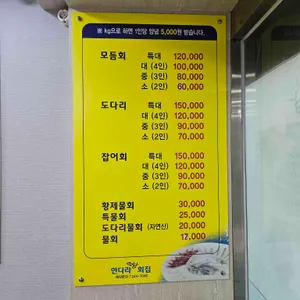 ※ kg으로 하면 1인당 양념 5,000원 받습니다.
모듬회 특대 120,000
대 (4인) 100,000
중 (3인) 80,000
소 (2인) 60,000
도다리 특대 150,000
대 (4인) 120,000
중 (3인) 90,000
소 (2인) 70,000
잡어회 특대 150,000
대 (4인) 120,000
중 (3인) 90,000
소 (2인) 70,000
황제물회 30,000
특물회 25,000
도다리물회 (자연산) 20,000
물회 17,000
연다라 횟집